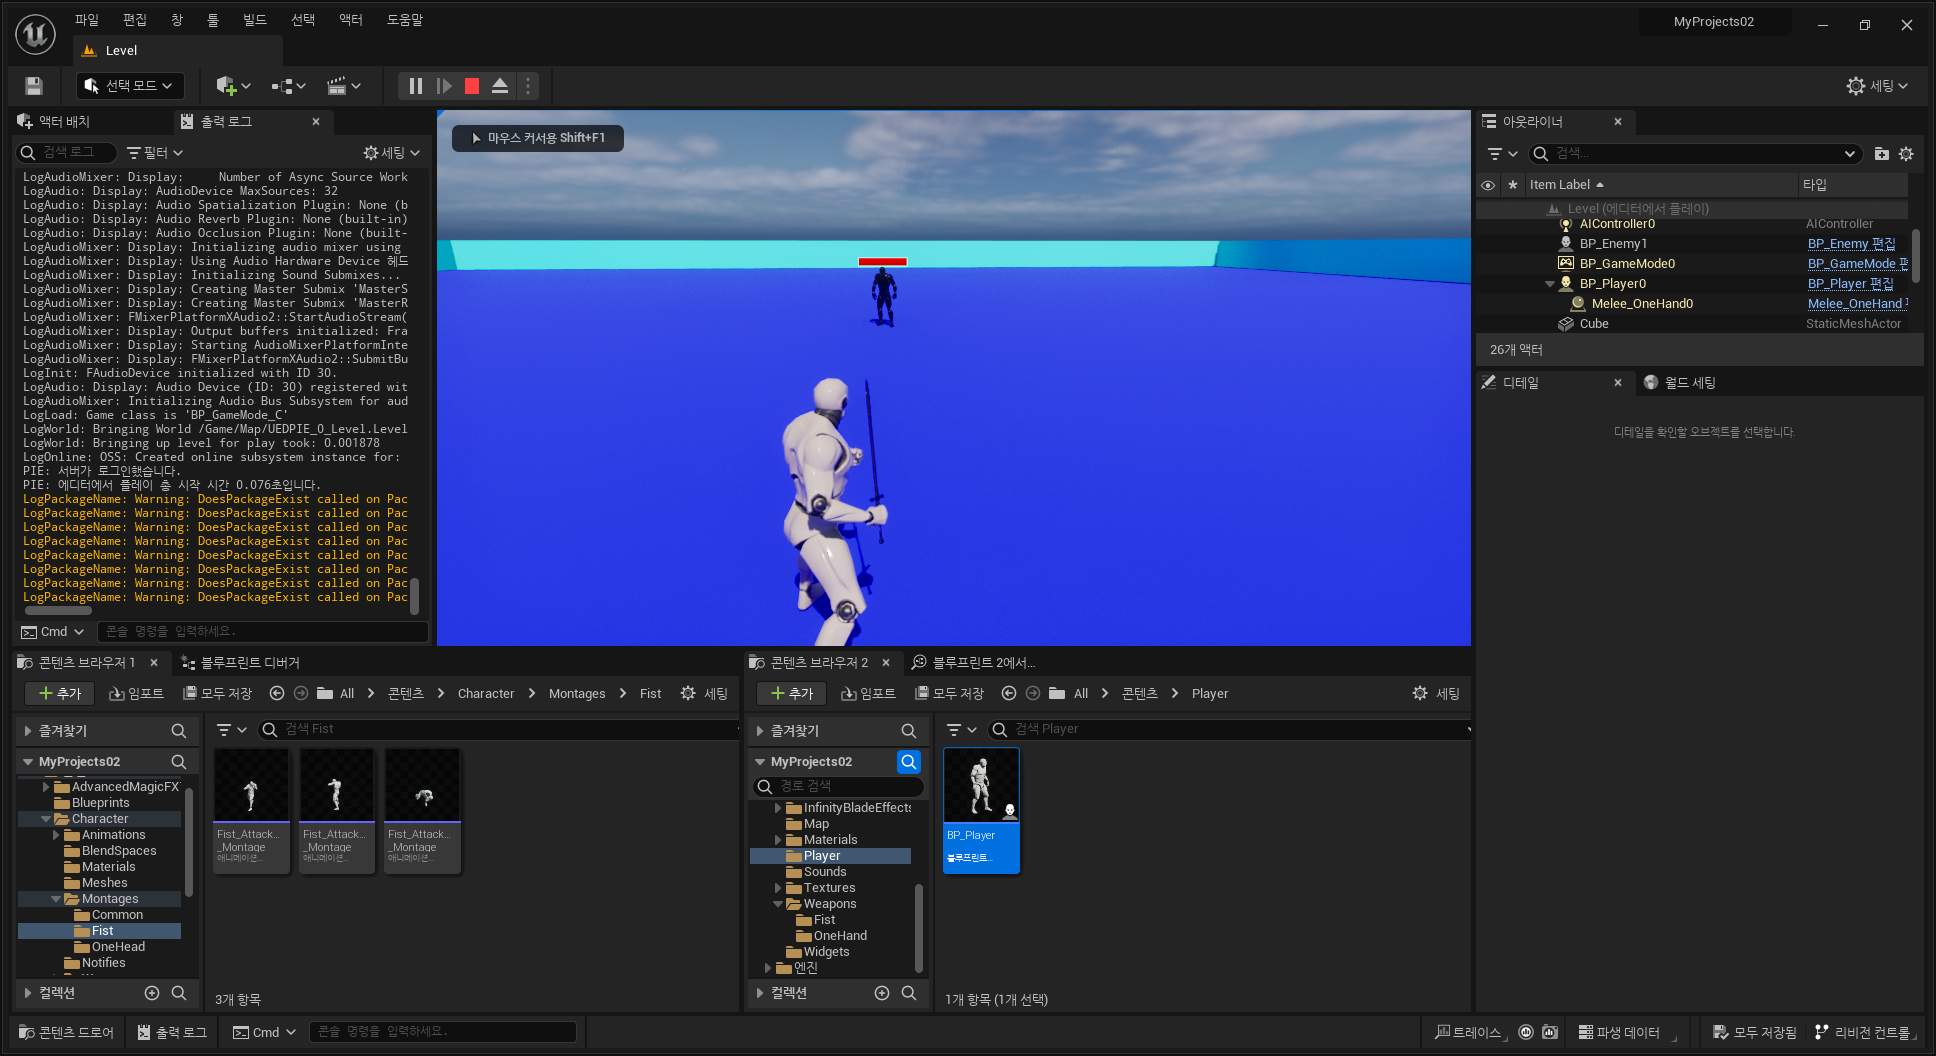 파일 편집 창 툴 빌드 선택 액터 도움말
MyProjects02
Level
선택 모드
세팅
액터 배치
출력 로그
검색 로그
필터
세팅
LogAudioMixer: Display:     Number of Async Source Work
LogAudio: Display: AudioDevice MaxSources: 32
LogAudio: Display: Audio Spatialization Plugin: None (b
LogAudio: Display: Audio Reverb Plugin: None (built-in)
LogAudio: Display: Audio Occlusion Plugin: None (built-
LogAudioMixer: Display: Initializing audio mixer using
LogAudioMixer: Display: Using Audio Hardware Device 헤드
LogAudioMixer: Display: Initializing Sound Submixes...
LogAudioMixer: Display: Creating Master Submix 'MasterS
LogAudioMixer: Display: Creating Master Submix 'MasterR
LogAudioMixer: FMixerPlatformXAudio2::StartAudioStream(
LogAudioMixer: Display: Output buffers initialized: Fra
LogAudioMixer: Display: Starting AudioMixerPlatformInte
LogAudioMixer: Display: FMixerPlatformXAudio2::SubmitBu
LogInit: FAudioDevice initialized with ID 30.
LogAudio: Display: Audio Device (ID: 30) registered wit
LogAudioMixer: Initializing Audio Bus Subsystem for aud
LogLoad: Game class is 'BP_GameMode_C'
LogWorld: Bringing World /Game/Map/UEDPIE_0_Level.Level
LogWorld: Bringing up level for play took: 0.001878
LogOnline: OSS: Created online subsystem instance for:
PIE: 서버가 로그인했습니다.
PIE: 에디터에서 플레이 총 시작 시간 0.076초입니다.
LogPackageName: Warning: DoesPackageExist called on Pac
LogPackageName: Warning: DoesPackageExist called on Pac
LogPackageName: Warning: DoesPackageExist called on Pac
LogPackageName: Warning: DoesPackageExist called on Pac
LogPackageName: Warning: DoesPackageExist called on Pac
LogPackageName: Warning: DoesPackageExist called on Pac
LogPackageName: Warning: DoesPackageExist called on Pac
LogPackageName: Warning: DoesPackageExist called on Pac
Cmd 콘솔 명령을 입력하세요.
마우스 커서용 Shift+F1
아웃라이너
검색...
Item Label 타입
Level (에디터에서 플레이)
AIController0 AIController
BP_Enemy1 BP_Enemy 편집
BP_GameMode0 BP_GameMode 편
BP_Player0 BP_Player 편집
Melee_OneHand0 Melee_OneHand
Cube StaticMeshActor
26개 액터
디테일 월드 세팅
디테일을 확인할 오브젝트를 선택합니다.
콘텐츠 브라우저 1 블루프린트 디버거
추가 임포트 모두 저장 All 콘텐츠 Character Montages Fist 세팅
즐겨찾기
검색 Fist
MyProjects02
AdvancedMagicFX
Blueprints
Character
Animations
BlendSpaces
Materials
Meshes
Montages
Common
Fist
OneHead
Notifies
컬렉션
Fist_Attack...
_Montage
애니메이션...
Fist_Attack...
_Montage
애니메이션...
Fist_Attack...
_Montage
애니메이션...
3개 항목
콘텐츠 브라우저 2 블루프린트 2에서...
추가 임포트 모두 저장 All 콘텐츠 Player 세팅
즐겨찾기
검색 Player
MyProjects02
경로 검색
InfinityBladeEffects
Map
Materials
Player
Sounds
Textures
Weapons
Fist
OneHand
Widgets
엔진
컬렉션
BP_Player
블루프린트...
1개 항목 (1개 선택)
콘텐츠 드로어 출력 로그 Cmd 콘솔 명령을 입력하세요.
트레이스 파생 데이터 모두 저장됨 리비전 컨트롤